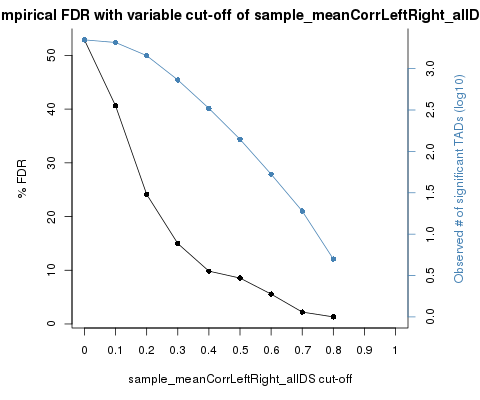 mpirical FDR with variable cut-off of sample_meanCorrLeftRight_allD
50
40
30
20
10
0
% FDR
3.0
2.5
2.0
1.5
1.0
0.5
0.0
Observed # of significant TADs (log10)
0 0.1 0.2 0.3 0.4 0.5 0.6 0.7 0.8 0.9 1
sample_meanCorrLeftRight_allDS cut-off